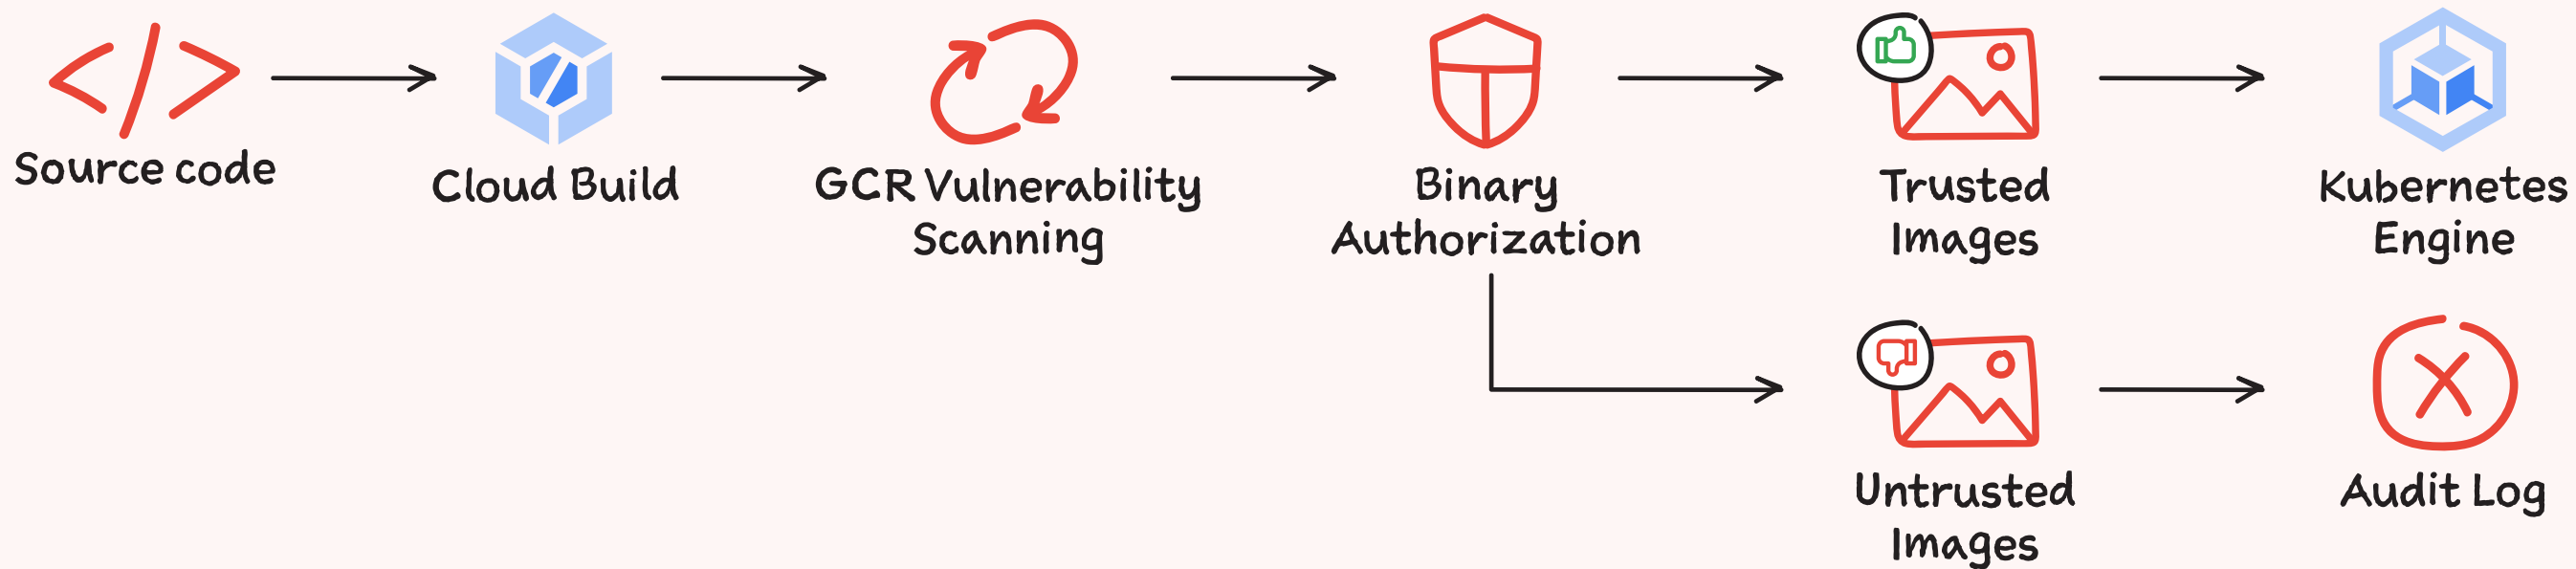 Source code
Cloud Build
GCR Vulnerability
Scanning
Binary
Authorization
Trusted
Images
Kubernetes
Engine
Untrusted
Images
Audit Log